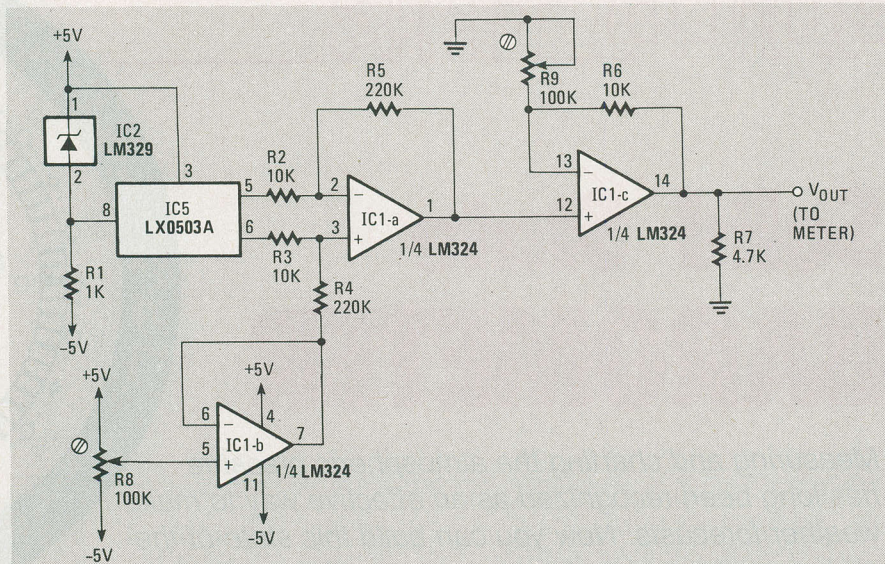 +5V
1
IC2
LM329
2
3
8
IC5
LX0503A
5
6
R1
1K
-5V
R2
10K
R3
10K
R5
220K
2
-
3
+
IC1-a
1
1/4 LM324
R4
220K
+5V
R8
100K
-5V
6
-
5
+
IC1-b
+5V
4
7
11
1/4 LM324
-5V
R9
100K
R6
10K
13
-
12
+
IC1-c
14
1/4 LM324
R7
4.7K
VOUT
(TO
METER)